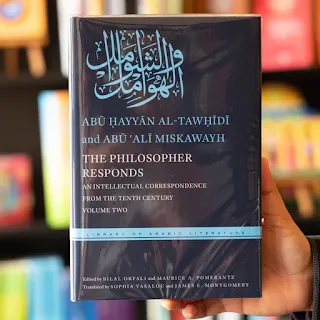 الهوامل والشوامل
ABŪ ḤAYYĀN AL-TAWḤĪDĪ
and ABŪ ʿALĪ MISKAWAYH
THE PHILOSOPHER
RESPONDS
AN INTELLECTUAL CORRESPONDENCE
FROM THE TENTH CENTURY
VOLUME TWO
LIBRARY OF ARABIC LITERATURE
Edited by BILAL ORFALI and MAURICE A. POMERANTZ
Translated by SOPHIA VASALOU and JAMES E. MONTGOMERY